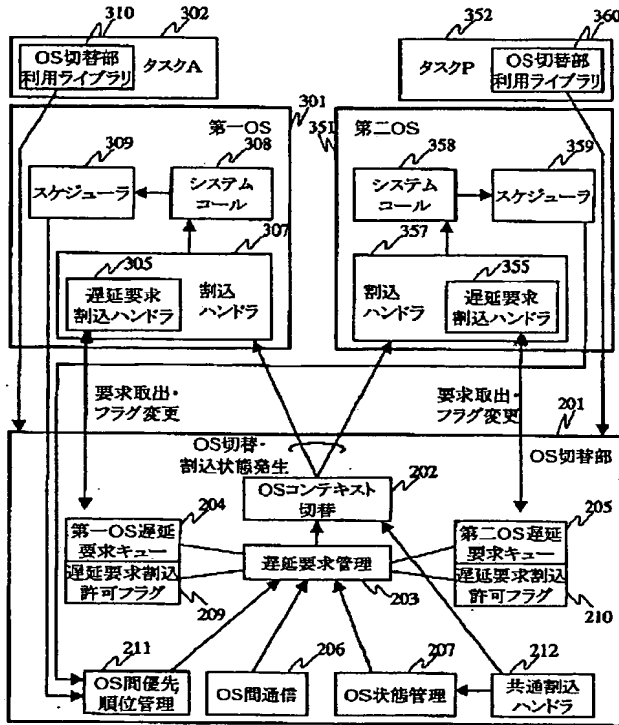 310
302
352
360
OS切替部
利用ライブラリ
タスクA
タスクP
OS切替部
利用ライブラリ
301
第一OS
351
第二OS
309
308
358
359
スケジューラ
システム
コール
システム
コール
スケジューラ
307
357
305
355
遅延要求
割込ハンドラ
割込
ハンドラ
割込
ハンドラ
遅延要求
割込ハンドラ
要求取出・
フラグ変更
要求取出・
フラグ変更
201
OS切替・
割込状態発生
OS切替部
202
OSコンテキスト
切替
204
205
第一OS遅延
要求キュー
遅延要求割込
許可フラグ
遅延要求管理
第二OS遅延
要求キュー
遅延要求割込
許可フラグ
209
203
210
211
206
207
212
OS間優先
順位管理
OS間通信
OS状態管理
共通割込
ハンドラ